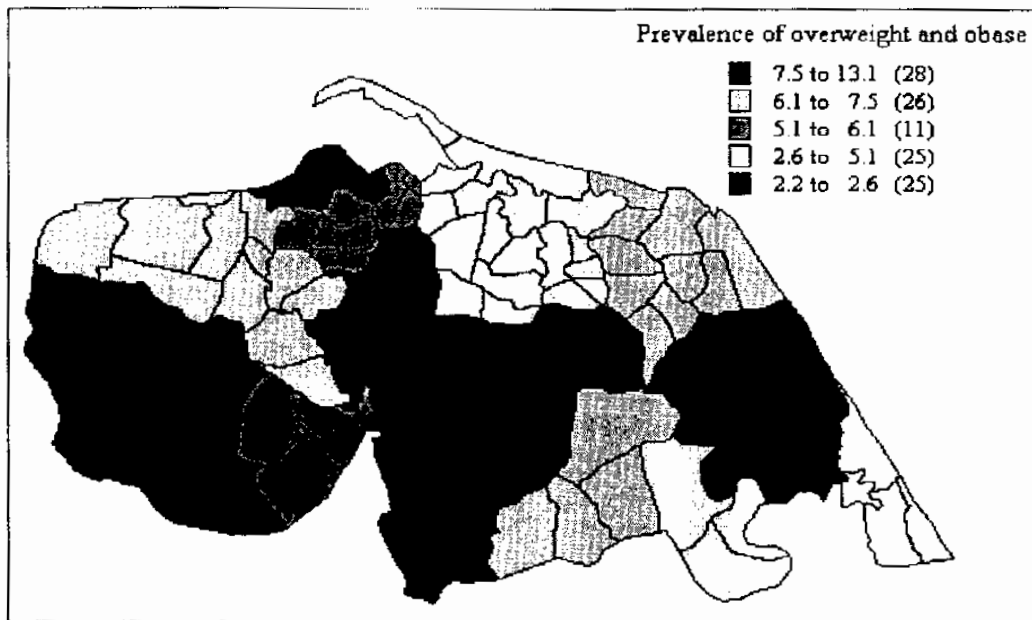 Prevalence of overweight and obase
7.5 to 13.1 (28)
6.1 to 7.5 (26)
5.1 to 6.1 (11)
2.6 to 5.1 (25)
2.2 to 2.6 (25)